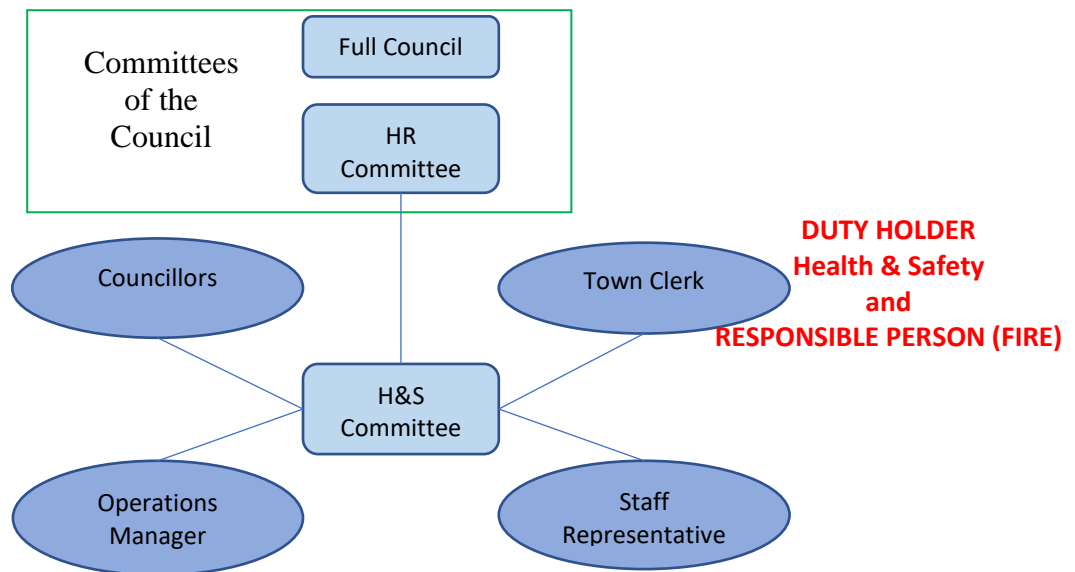 Committees
of the
Council
Full Council
HR
Committee
Councillors
Town Clerk
DUTY HOLDER
Health & Safety
and
RESPONSIBLE PERSON (FIRE)
H&S
Committee
Operations
Manager
Staff
Representative